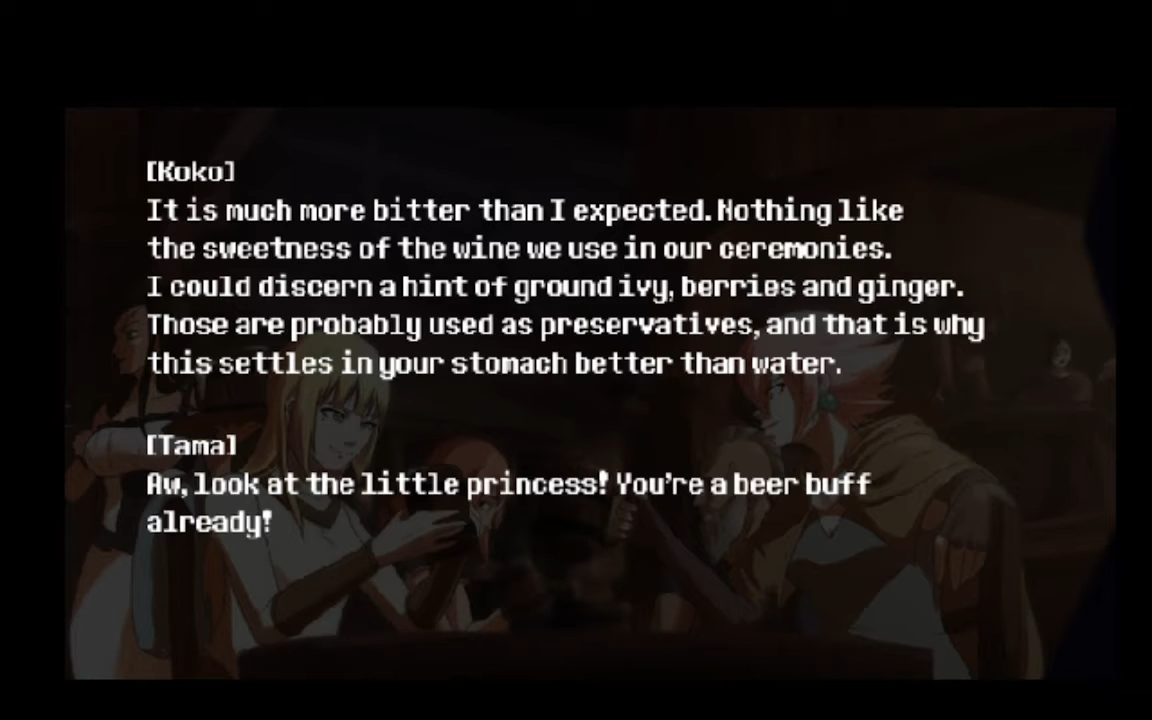 [Koko]
It is much more bitter than I expected. Nothing like
the sweetness of the wine we use in our ceremonies.
I could discern a hint of ground ivy, berries and ginger.
Those are probably used as preservatives, and that is why
this settles in your stomach better than water.
[Tama]
Aw, look at the little princess! You're a beer buff
already!